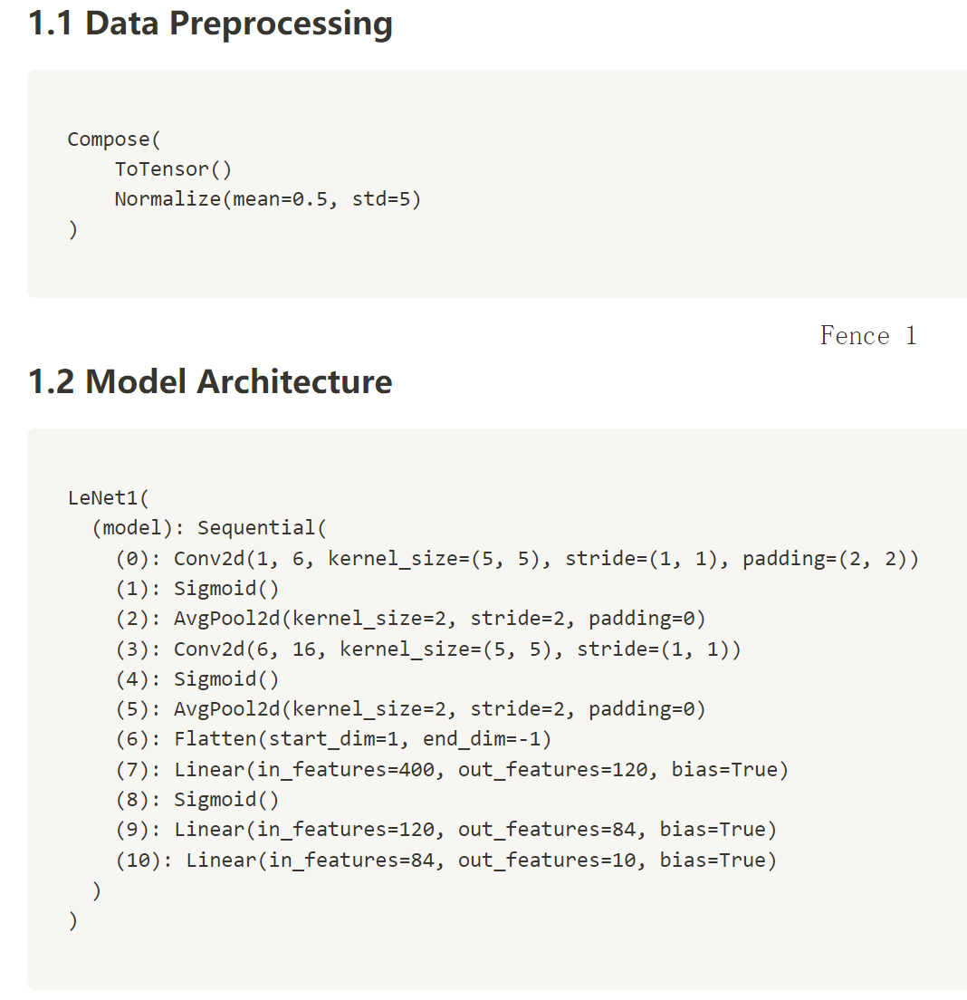 1.1 Data Preprocessing
Compose(
    ToTensor()
    Normalize(mean=0.5, std=5)
)
Fence 1
1.2 Model Architecture
LeNet1(
  (model): Sequential(
    (0): Conv2d(1, 6, kernel_size=(5, 5), stride=(1, 1), padding=(2, 2))
    (1): Sigmoid()
    (2): AvgPool2d(kernel_size=2, stride=2, padding=0)
    (3): Conv2d(6, 16, kernel_size=(5, 5), stride=(1, 1))
    (4): Sigmoid()
    (5): AvgPool2d(kernel_size=2, stride=2, padding=0)
    (6): Flatten(start_dim=1, end_dim=-1)
    (7): Linear(in_features=400, out_features=120, bias=True)
    (8): Sigmoid()
    (9): Linear(in_features=120, out_features=84, bias=True)
    (10): Linear(in_features=84, out_features=10, bias=True)
  )
)